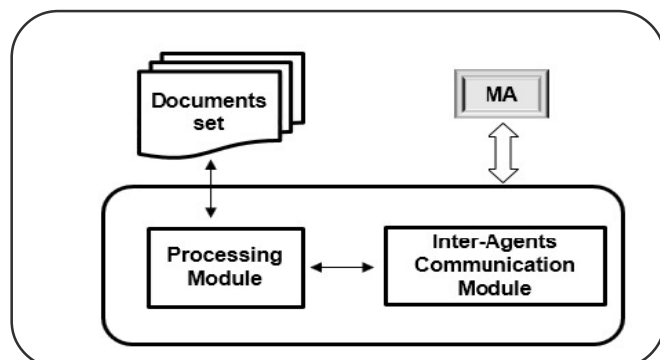 Documents
set
MA
Processing
Module
Inter-Agents
Communication
Module